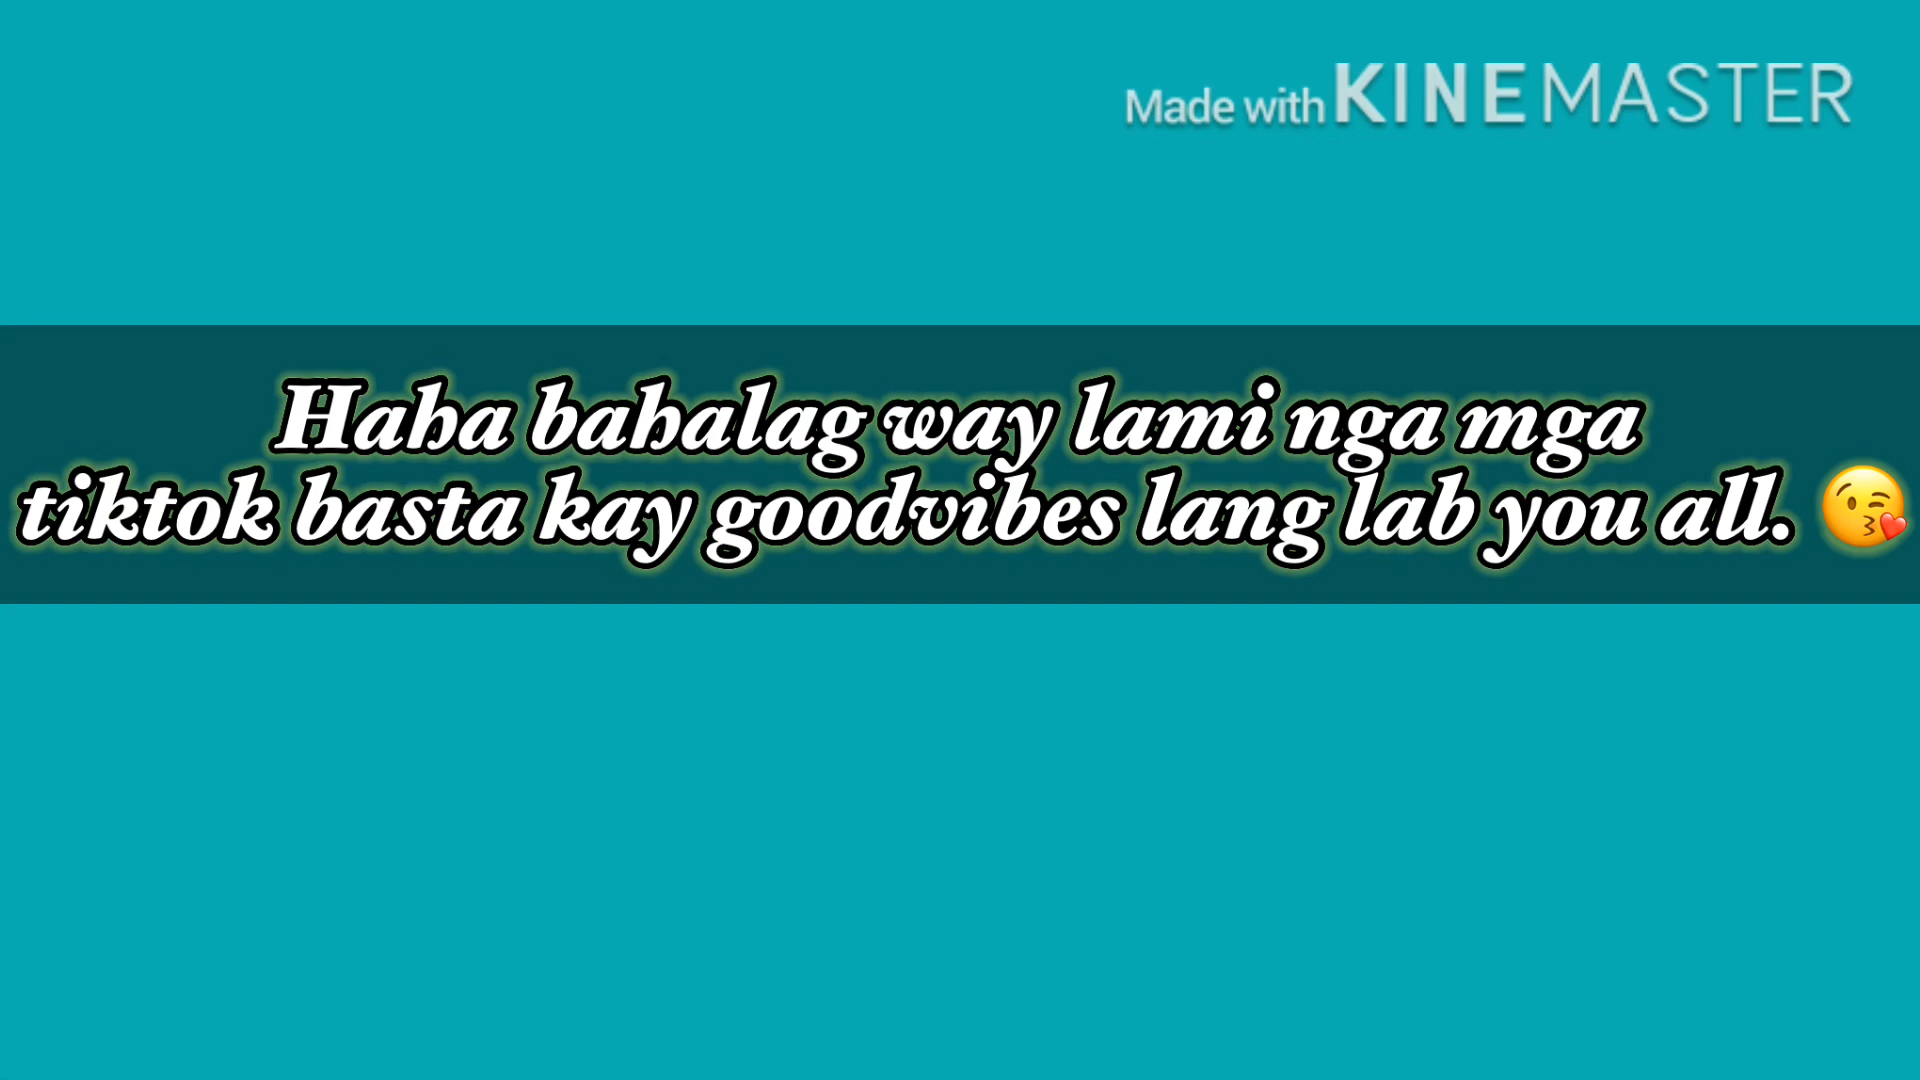 Made with KINEMASTER
Haha bahalag way lami nga mga
tiktok basta kay goodvibes lang lab you all. 😘